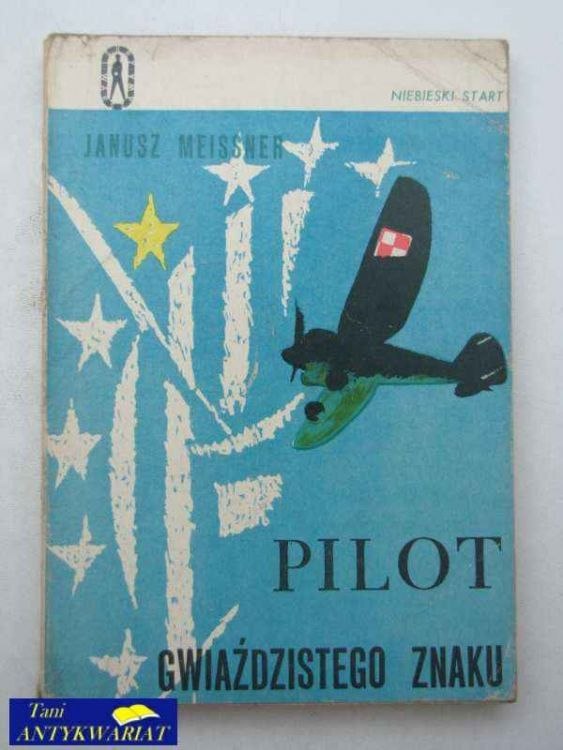 NIEBIESKI START
JANUSZ MEISSNER
PILOT
GWIAŹDZISTEGO ZNAKU
Tani
ANTYKWARIAT